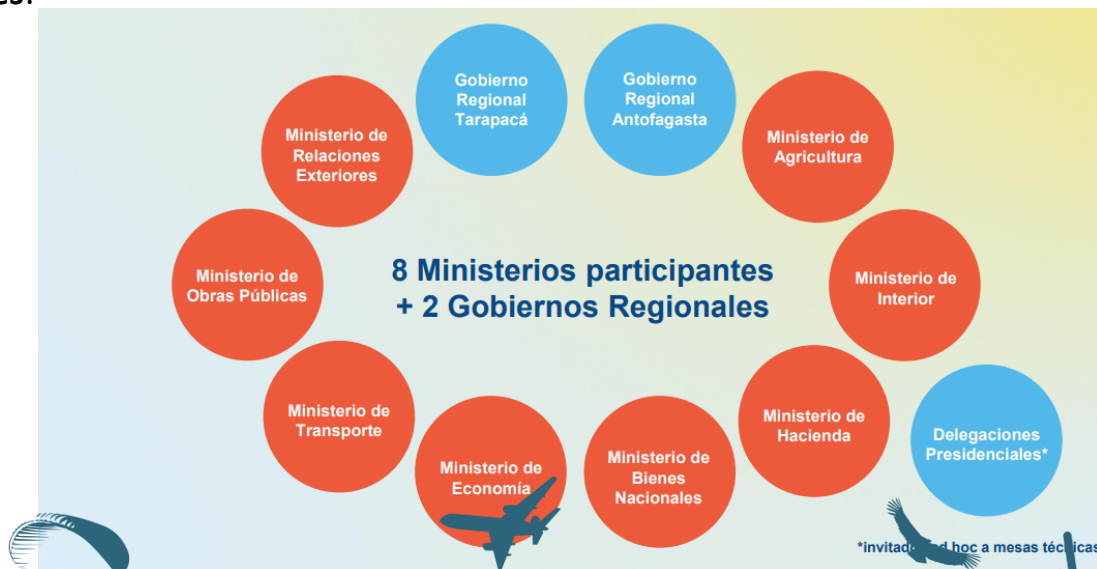 Gobierno
Regional
Tarapacá
Gobierno
Regional
Antofagasta
Ministerio de
Relaciones
Exteriores
Ministerio de
Agricultura
Ministerio de
Obras Públicas
8 Ministerios participantes
+ 2 Gobiernos Regionales
Ministerio de
Interior
Ministerio de
Transporte
Ministerio de
Economía
Ministerio de
Bienes
Nacionales
Ministerio de
Hacienda
Delegaciones
Presidenciales*
hoc a mesas